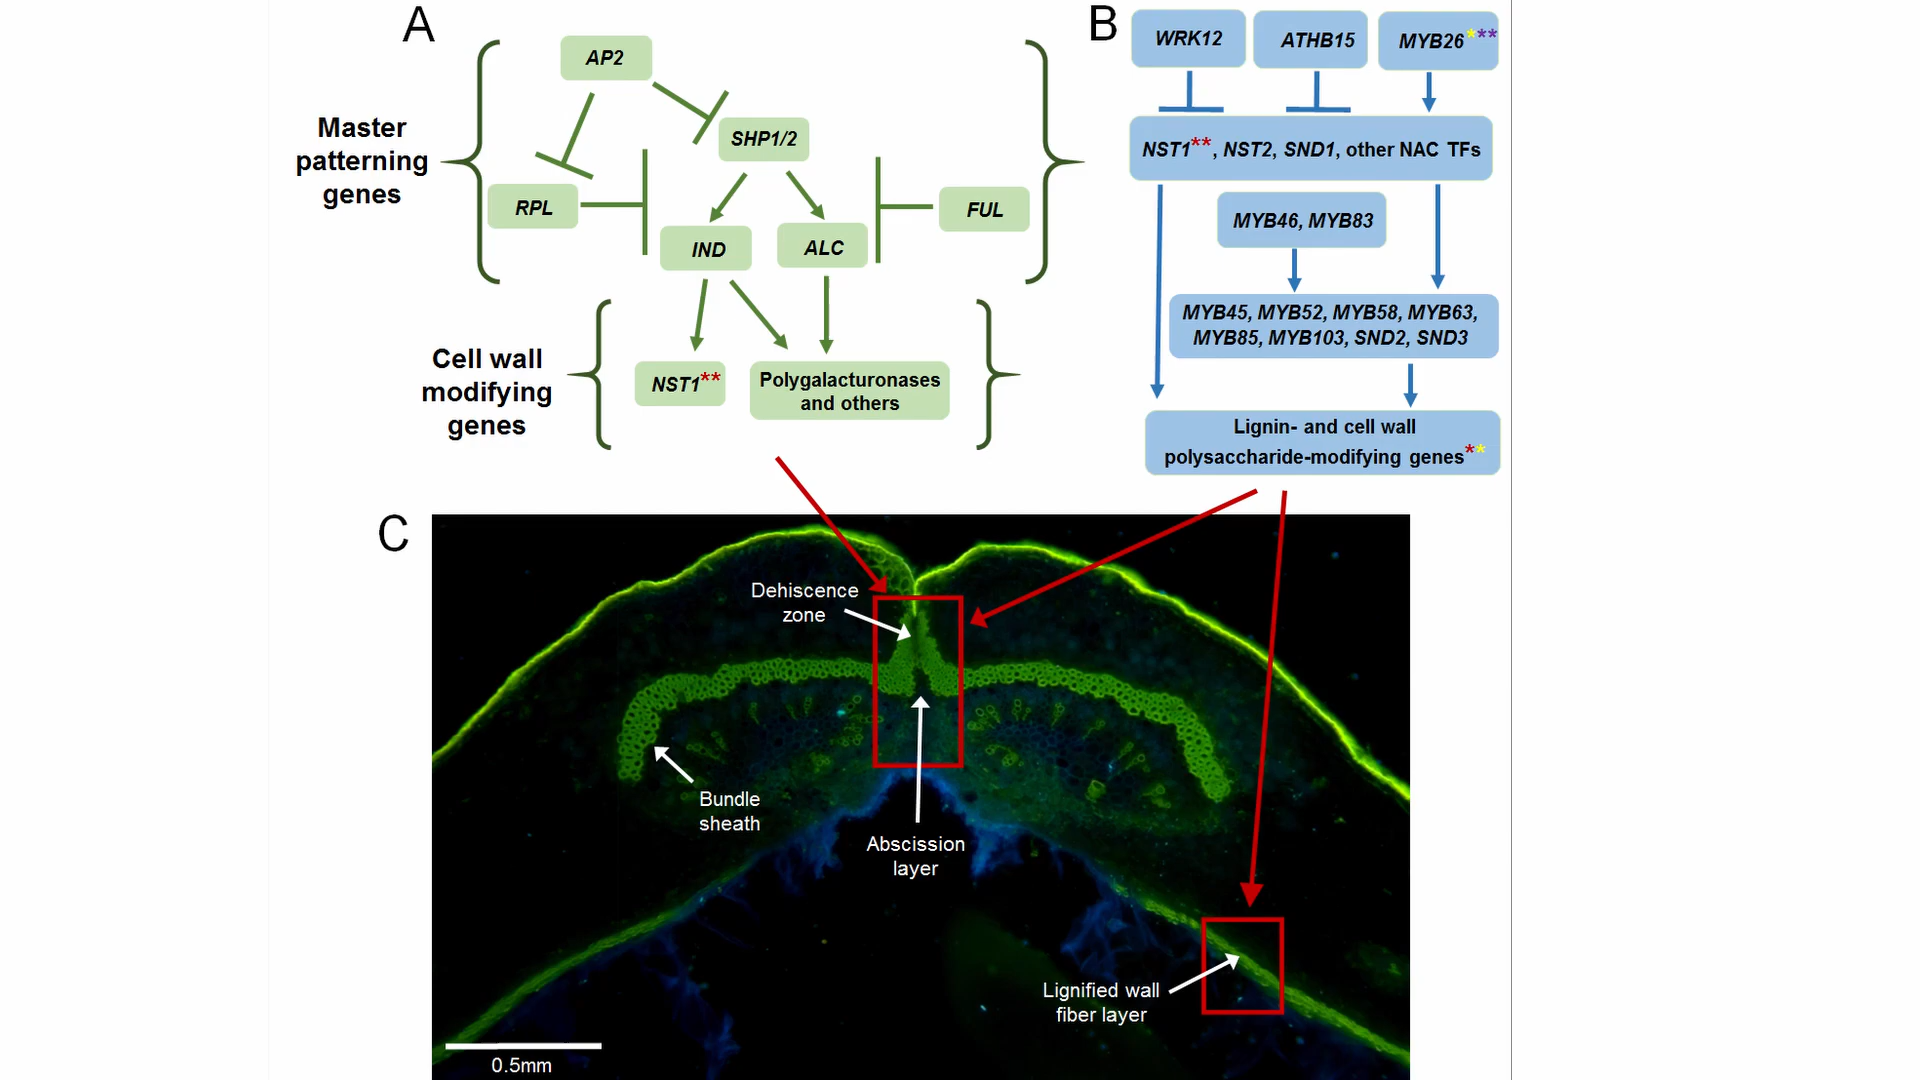 A
AP2
SHP1/2
RPL
FUL
IND
ALC
Master
patterning
genes
Cell wall
modifying
genes
NST1**
Polygalacturonases
and others
B
WRK12
ATHB15
MYB26***
NST1**, NST2, SND1, other NAC TFs
MYB46, MYB83
MYB45, MYB52, MYB58, MYB63,
MYB85, MYB103, SND2, SND3
Lignin- and cell wall
polysaccharide-modifying genes**
C
Dehiscence
zone
Bundle
sheath
Abscission
layer
Lignified wall
fiber layer
0.5mm